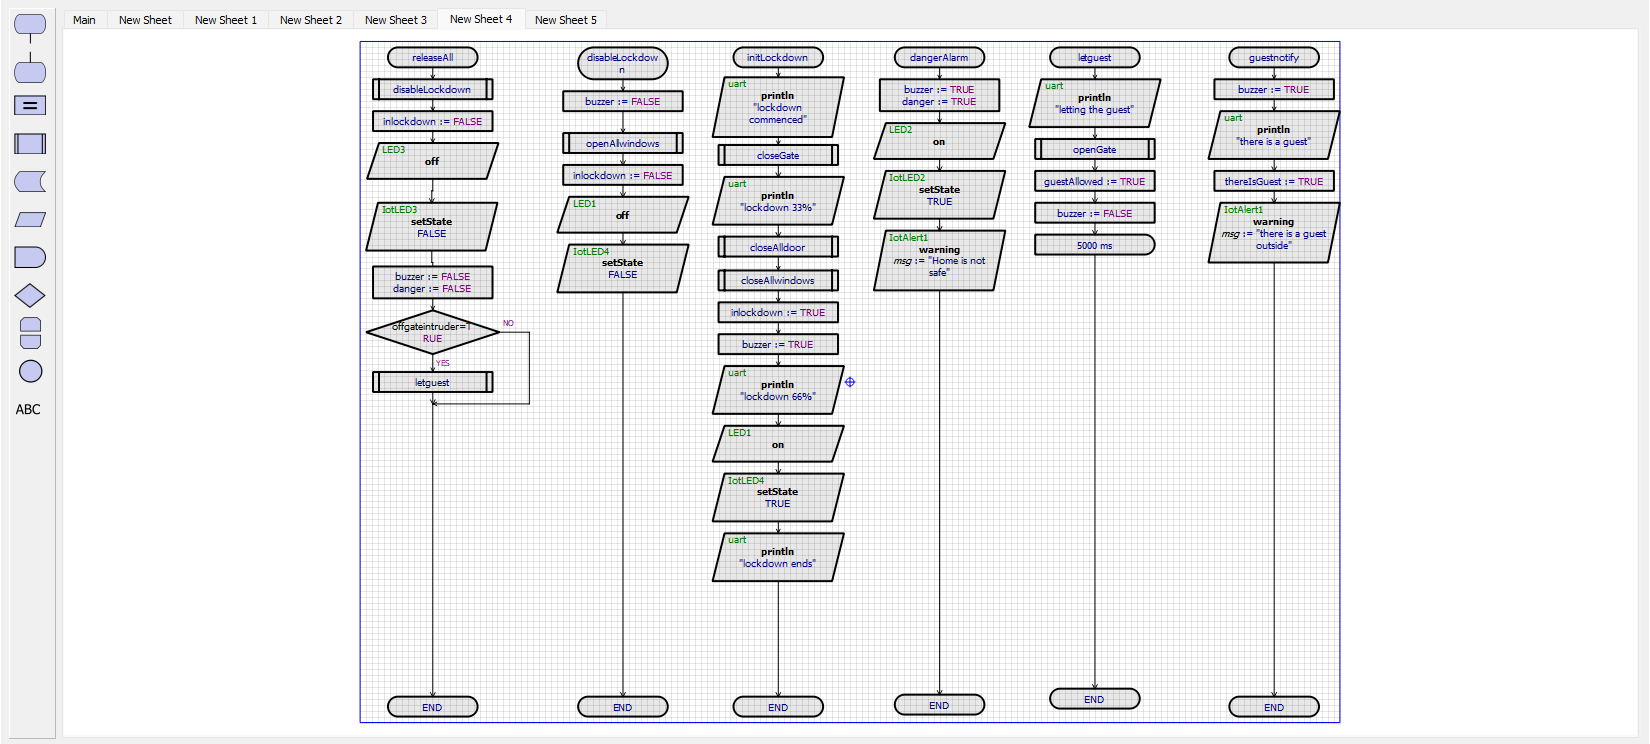 Main
New Sheet
New Sheet 1
New Sheet 2
New Sheet 3
New Sheet 4
New Sheet 5
ABC
releaseAll
disableLockdown
inlockdown := FALSE
LED3
off
IotLED3
setState
FALSE
buzzer := FALSE
danger := FALSE
offgateintruder=T
RUE
NO
YES
letguest
END
disableLockdow
n
buzzer := FALSE
openAllwindows
inlockdown := FALSE
LED1
off
IotLED4
setState
FALSE
END
initLockdown
uart
println
"lockdown
commenced"
closeGate
uart
println
"lockdown 33%"
closeAlldoor
closeAllwindows
inlockdown := TRUE
buzzer := TRUE
uart
println
"lockdown 66%"
LED1
on
IotLED4
setState
TRUE
uart
println
"lockdown ends"
END
dangerAlarm
buzzer := TRUE
danger := TRUE
LED2
on
IotLED2
setState
TRUE
IotAlert1
warning
msg := "Home is not
safe"
END
letguest
uart
println
"letting the guest"
openGate
guestAllowed := TRUE
buzzer := FALSE
5000 ms
END
guestnotify
buzzer := TRUE
uart
println
"there is a guest"
thereIsGuest := TRUE
IotAlert1
warning
msg := "there is a guest
outside"
END